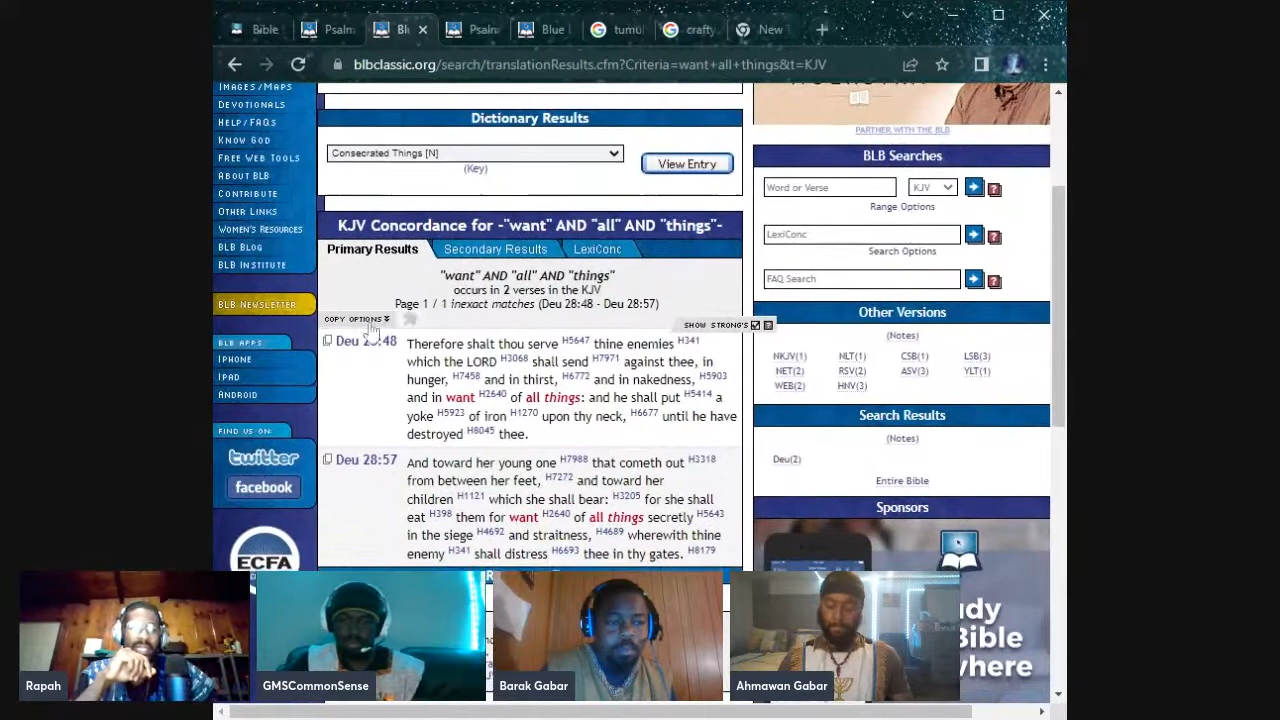 Bible
Psalm
Bl
Psalm
Blue
tumu
crafty
New T
blbclassic.org/search/translationResults.cfm?Criteria=want+all+things&t=KJV
IMAGES/MAPS
DEVOTIONALS
HELP/FAQS
KNOW GOD
FREE WEB TOOLS
ABOUT BLB
CONTRIBUTE
OTHER LINKS
WOMEN'S RESOURCES
BLB BLOG
BLB INSTITUTE
BLB NEWSLETTER
BLB APPS
IPHONE
IPAD
ANDROID
FIND US ON:
twitter
facebook
ECFA
Dictionary Results
Consecrated Things [N]
View Entry
(Key)
KJV Concordance for -"want" AND "all" AND "things"-
Primary Results
Secondary Results
LexiConc
"want" AND "all" AND "things"
occurs in 2 verses in the KJV
Page 1 / 1 inexact matches (Deu 28:48 - Deu 28:57)
COPY OPTIONS
SHOW STRONG'S
Deu 28:48
Therefore shalt thou serve H5647 thine enemies H341
which the LORD H3068 shall send H7971 against thee, in
hunger, H7458 and in thirst, H6772 and in nakedness, H5903
and in want H2640 of all things: and he shall put H5414 a
yoke H5923 of iron H1270 upon thy neck, H6677 until he have
destroyed H8045 thee.
Deu 28:57
And toward her young one H7988 that cometh out H3318
from between her feet, H7272 and toward her
children H1121 which she shall bear: H3205 for she shall
eat H398 them for want H2640 of all things secretly H5643
in the siege H4692 and straitness, H4689 wherewith thine
enemy H341 shall distress H6693 thee in thy gates. H8179
PARTNER WITH THE BLB
BLB Searches
Word or Verse
KJV
Range Options
LexiConc
Search Options
FAQ Search
Other Versions
(Notes)
NKJV(1)
NLT(1)
CSB(1)
LSB(3)
NET(2)
RSV(2)
ASV(3)
YLT(1)
WEB(2)
HNV(3)
Search Results
(Notes)
Deu(2)
Entire Bible
Sponsors
udy
Bible
where
Rapah
GMSCommonSense
Barak Gabar
Ahmawan Gabar